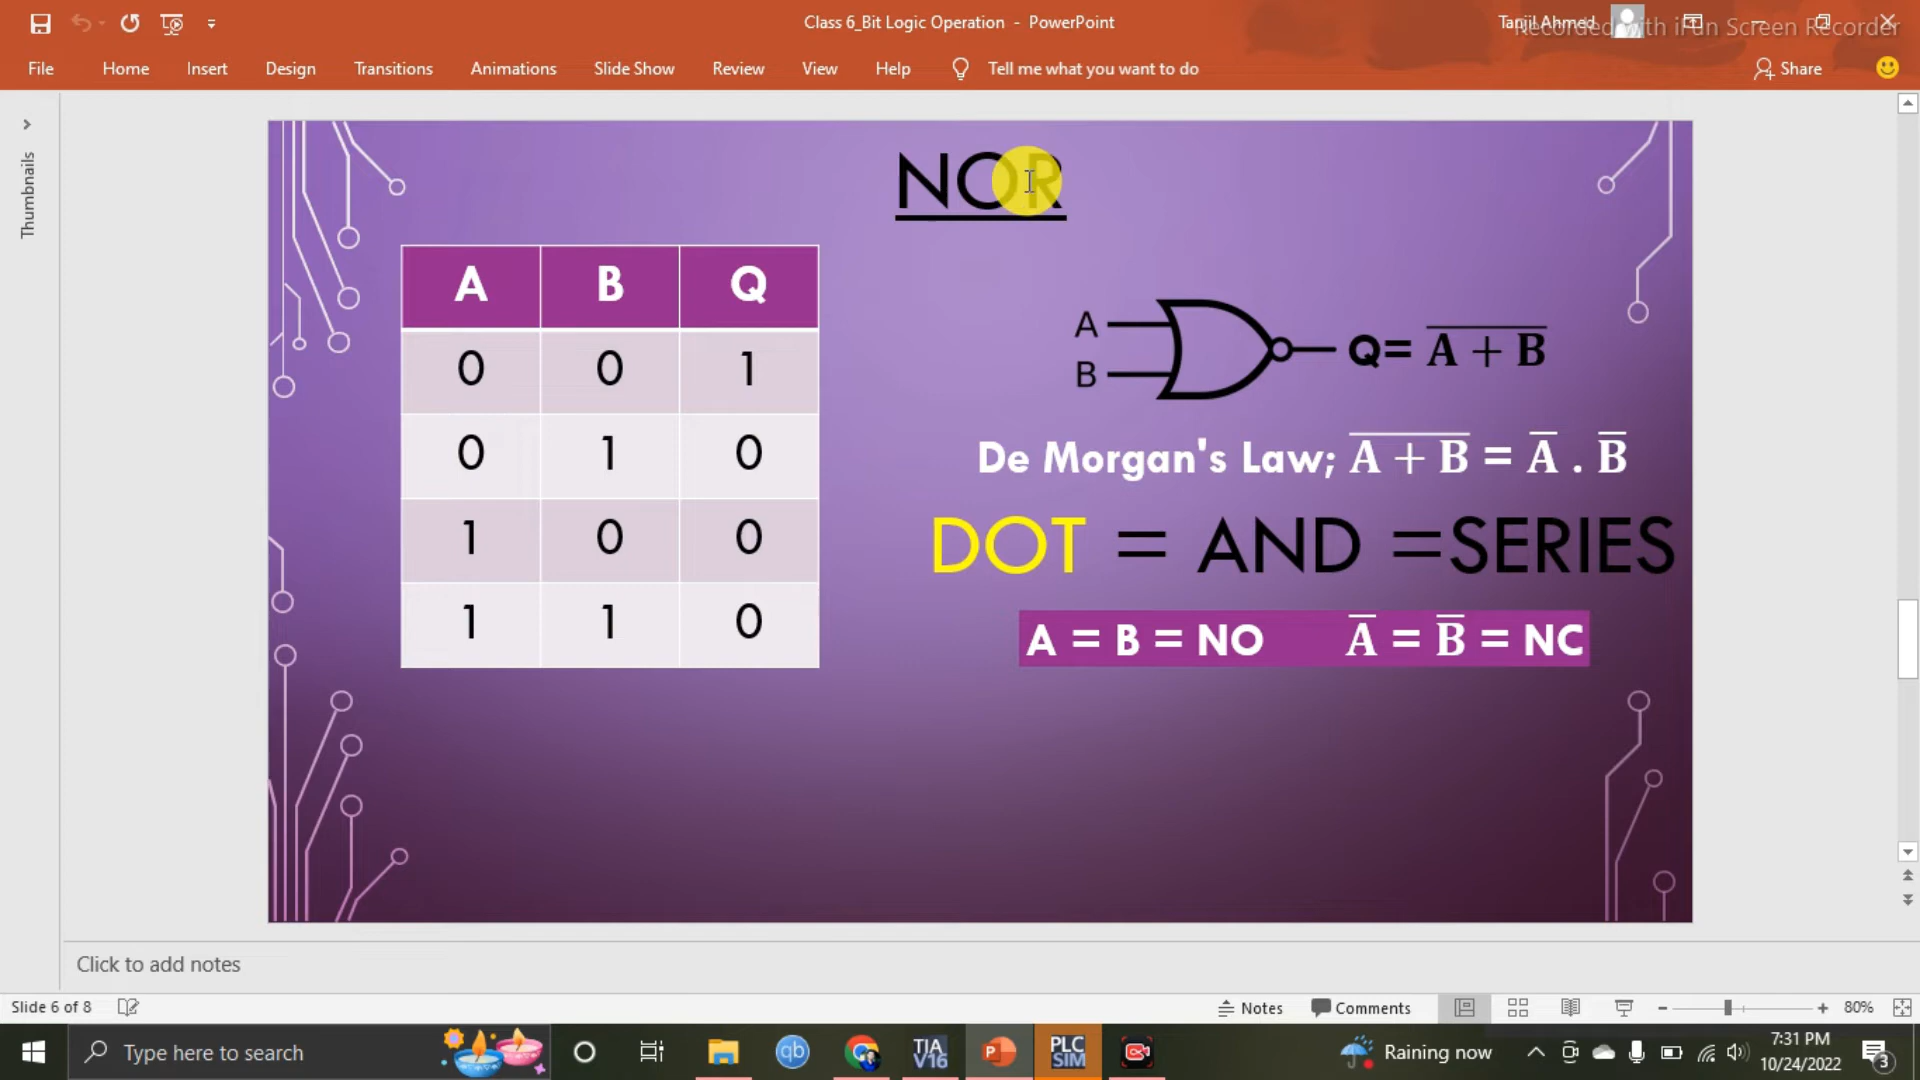 Class 6_Bit Logic Operation - PowerPoint
Tanjil Ahmed
Recorded with iFun Screen Recorder
File Home Insert Design Transitions Animations Slide Show Review View Help Tell me what you want to do Share
Thumbnails
NOR
A B Q
0 0 1
0 1 0
1 0 0
1 1 0
A
B
Q= A̅ ̅+̅ ̅B̅
De Morgan's Law; A̅ ̅+̅ ̅B̅ = A̅ . B̅
DOT = AND =SERIES
A = B = NO A̅ = B̅ = NC
Click to add notes
Slide 6 of 8 Notes Comments 80%
Type here to search
qb
TIA V16
P
PLC SIM
Raining now
7:31 PM
10/24/2022
3